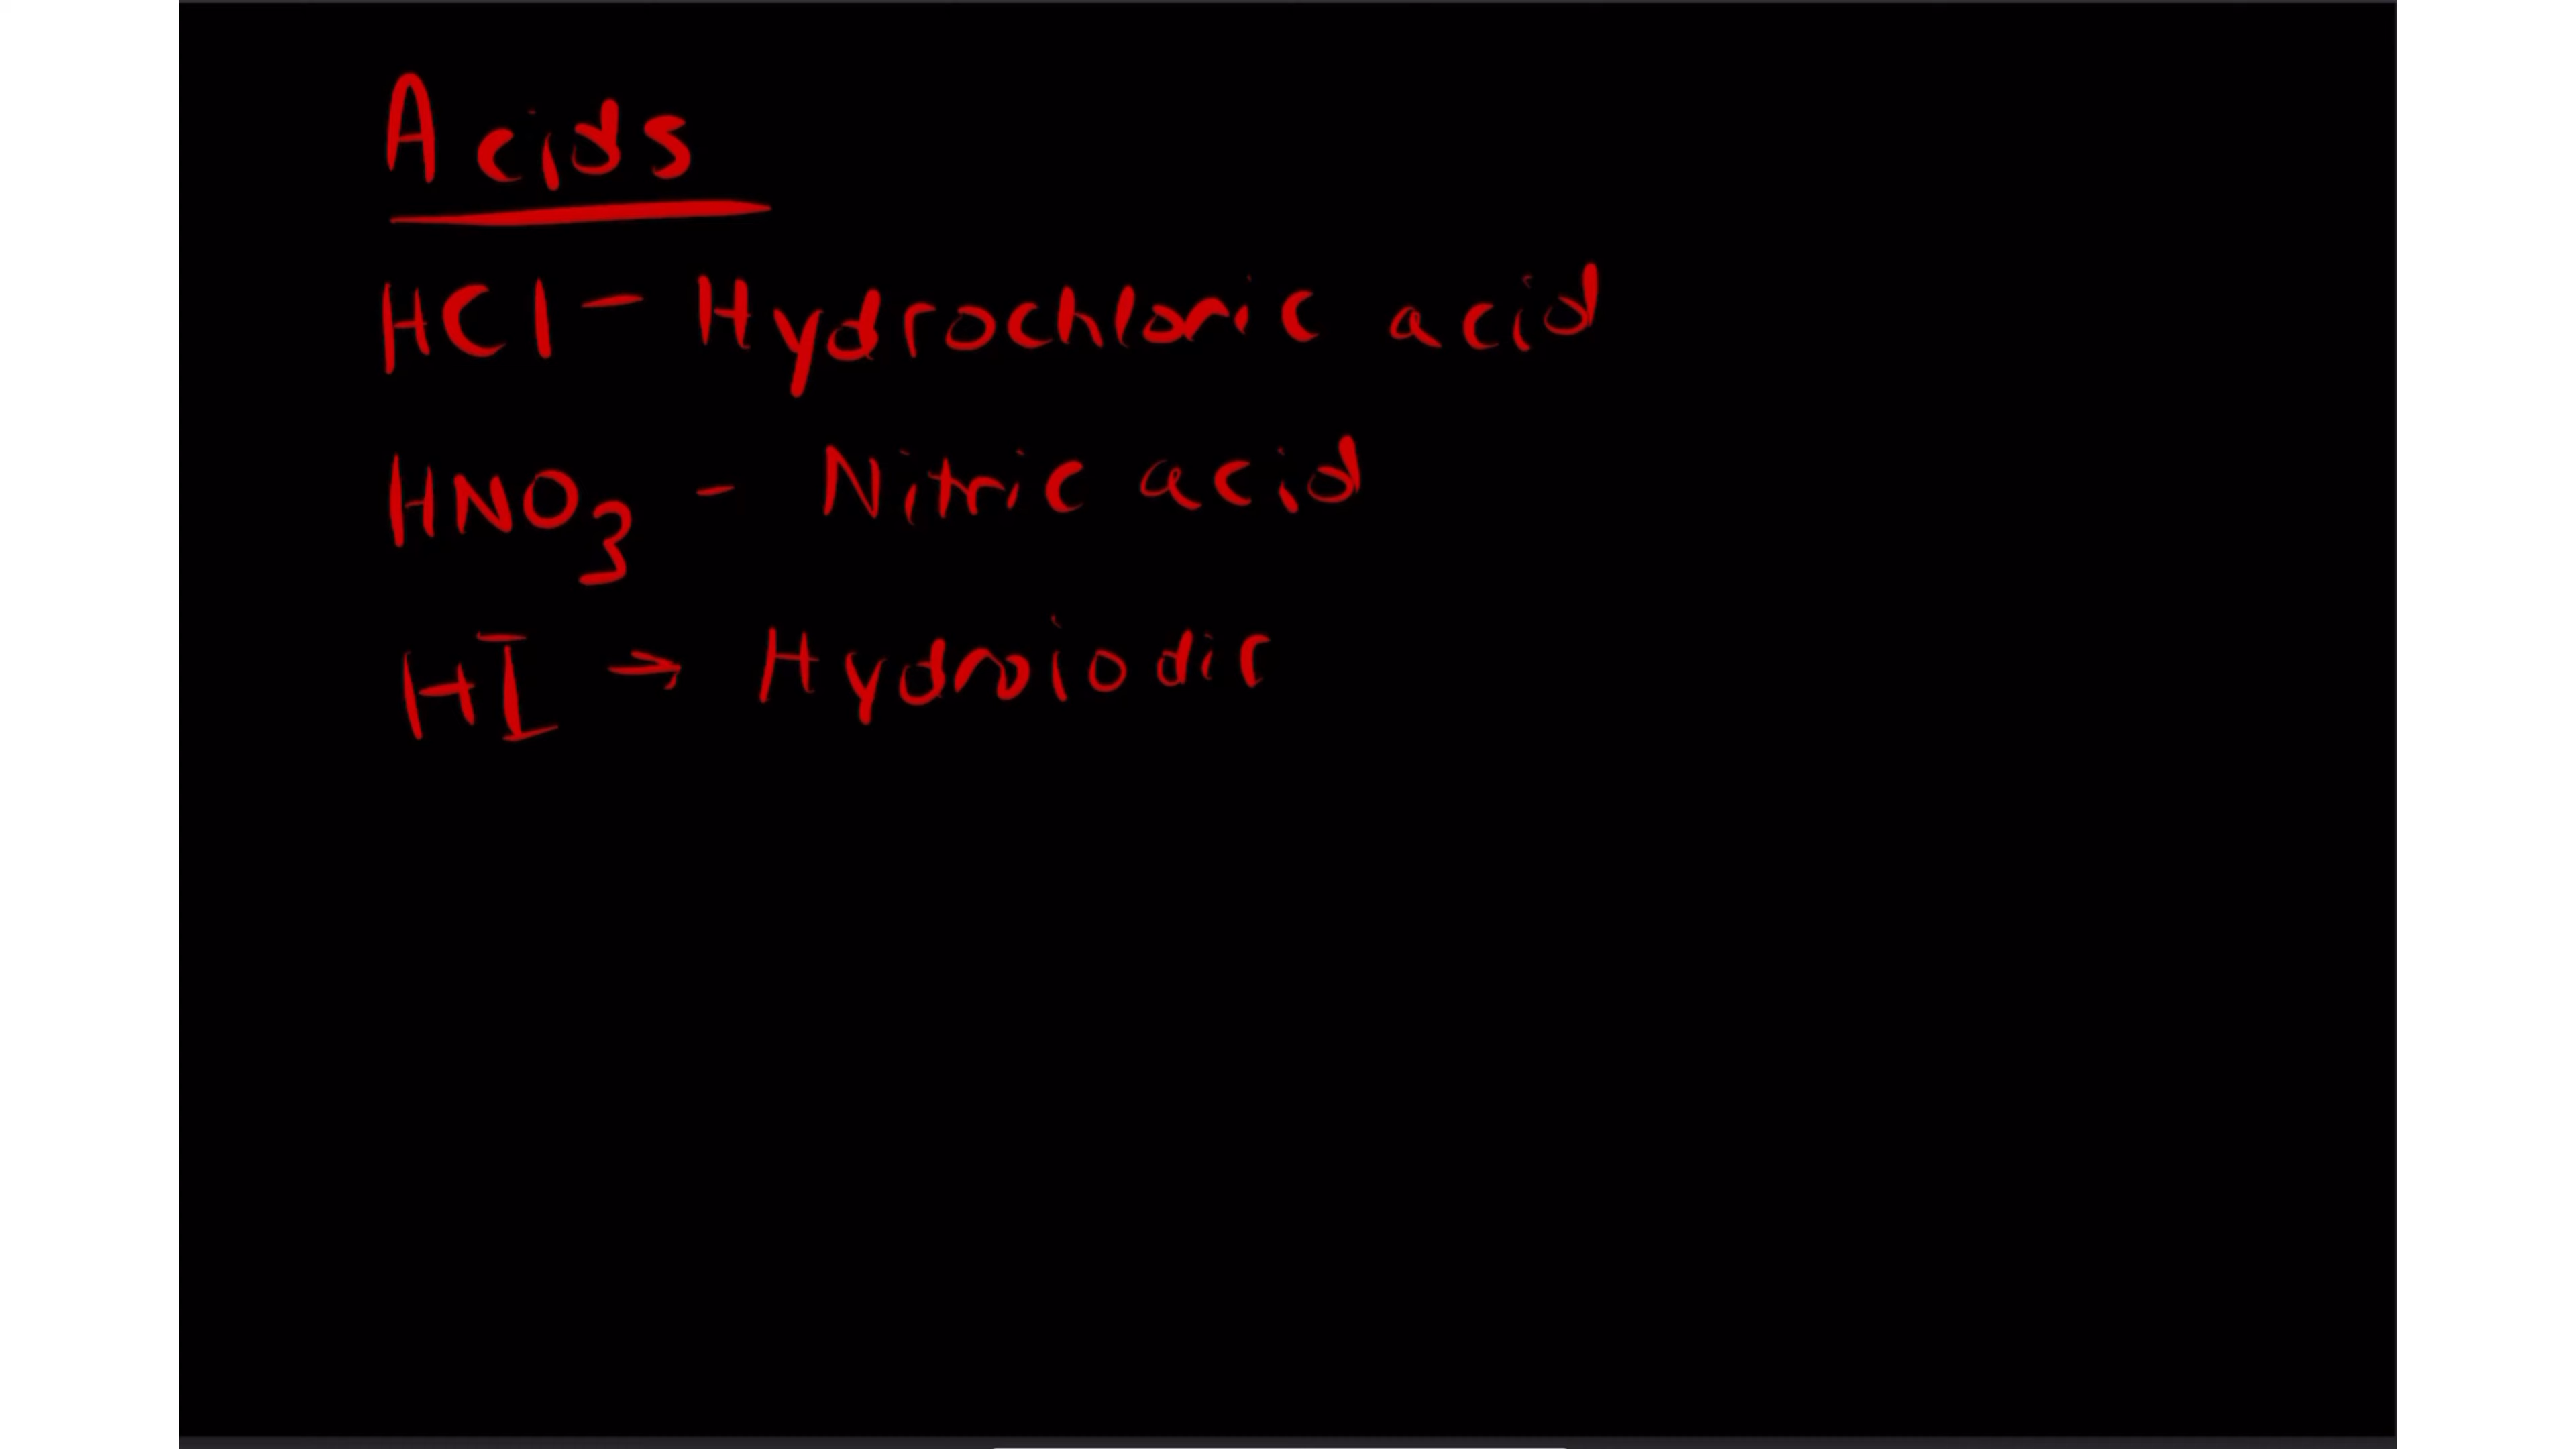 Acids
HCl - Hydrochloric acid
HNO₃ - Nitric acid
HI → Hydroiodic